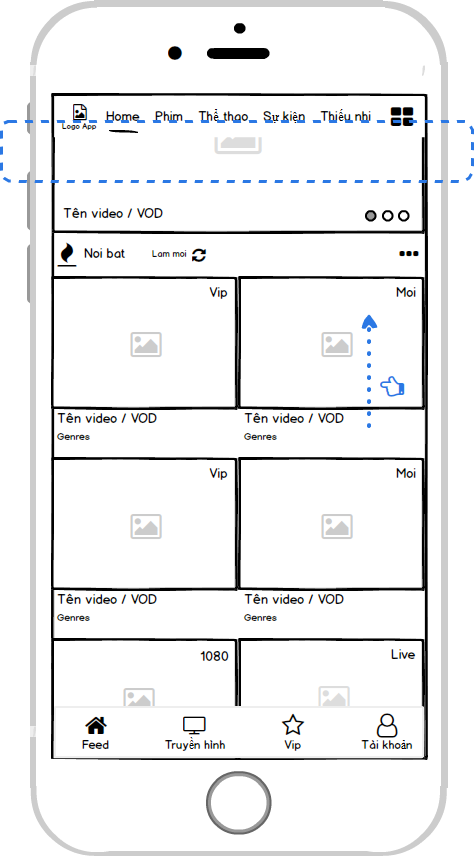 Logo App
Home Phim Thể thao Sự kiện Thiếu nhi
Tên video / VOD
Noi bat Lam moi
Vip
Moi
Tên video / VOD
Genres
Tên video / VOD
Genres
Vip
Moi
Tên video / VOD
Genres
Tên video / VOD
Genres
1080
Live
Feed Truyền hình Vip Tài khoản